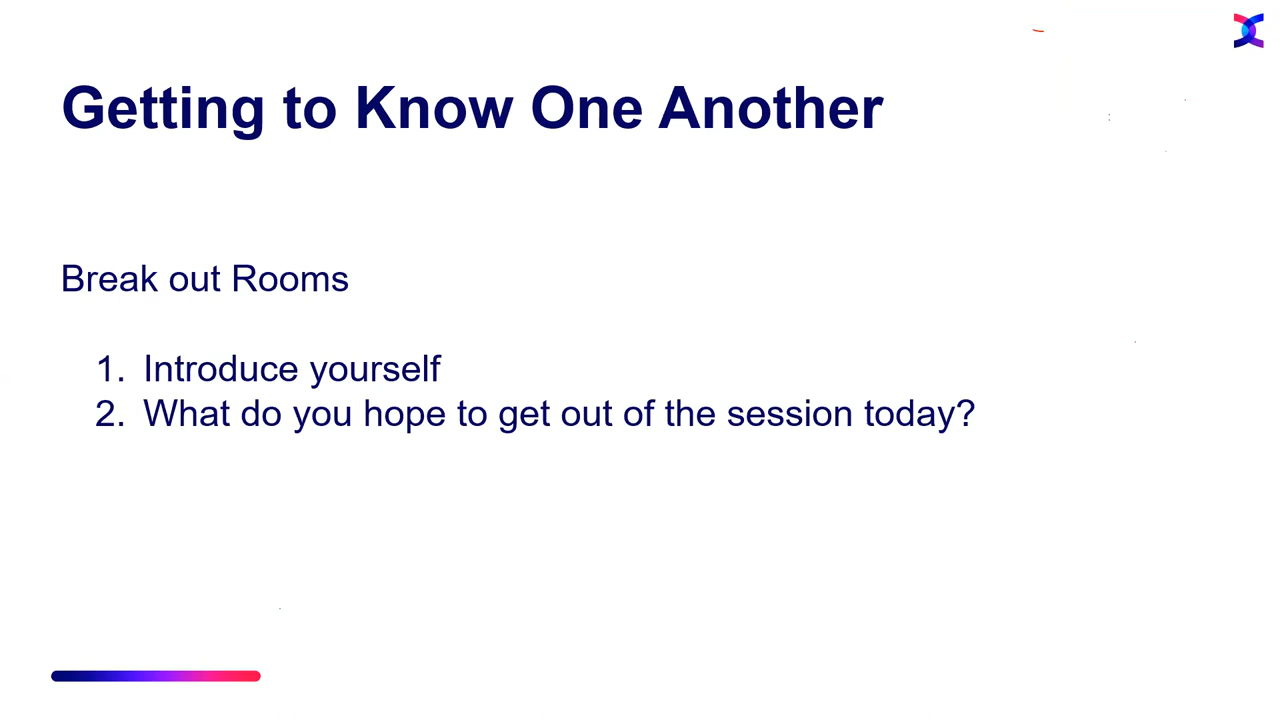 Getting to Know One Another
Break out Rooms
1. Introduce yourself
2. What do you hope to get out of the session today?